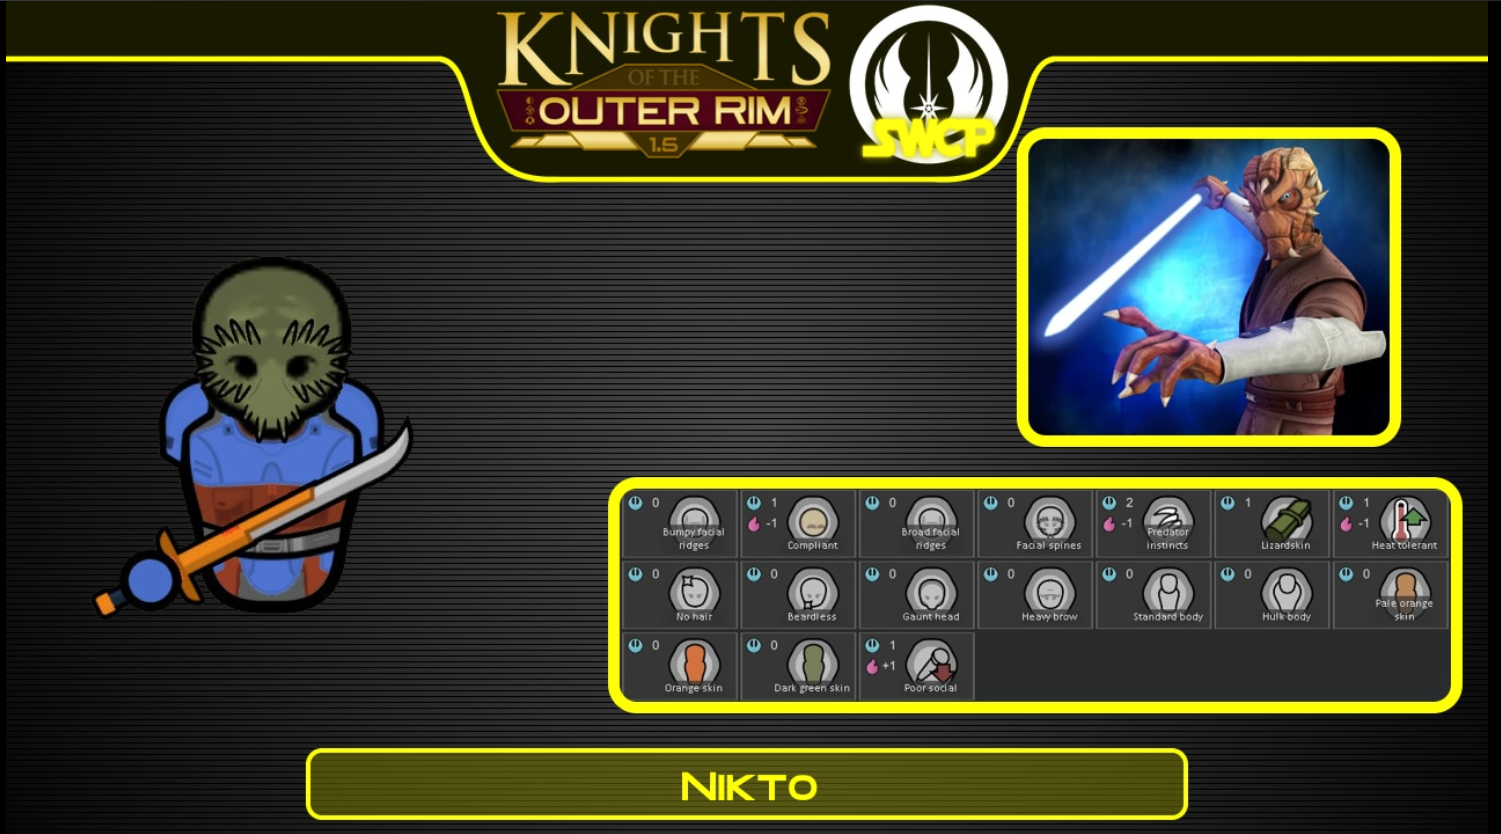 KNIGHTS
OF THE
OUTER RIM
1.5
SWCP
0
Bumpy facial
ridges
1
-1
Compliant
0
Broad facial
ridges
0
Facial spines
2
-1
Predator
instincts
1
Lizardskin
1
-1
Heat tolerant
0
No hair
0
Beardless
0
Gaunt head
0
Heavy brow
0
Standard body
0
Hulk body
0
Pale orange
skin
0
Orange skin
0
Dark green skin
1
+1
Poor social
NIKTO